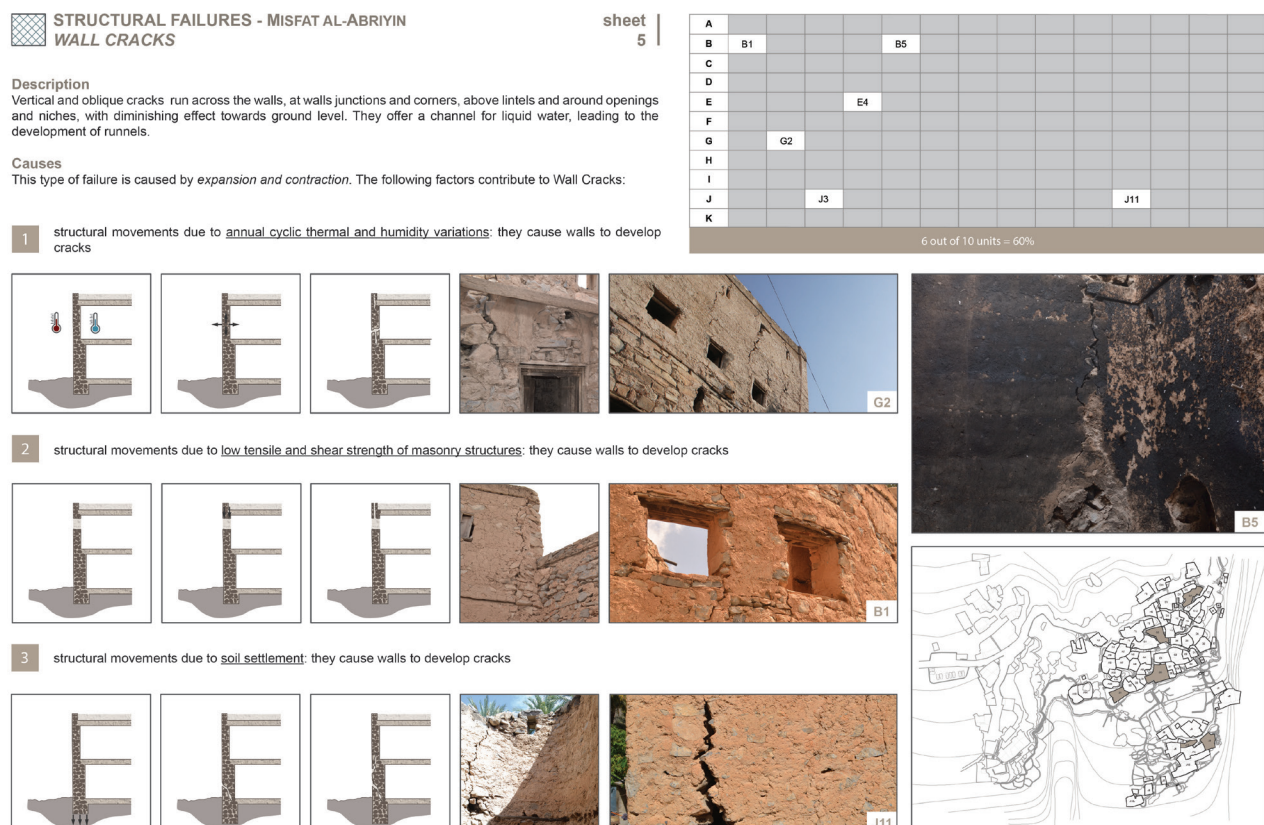 STRUCTURAL FAILURES - MISFAT AL-ABRIYIN
WALL CRACKS
sheet
5
Description
Vertical and oblique cracks run across the walls, at walls junctions and corners, above lintels and around openings
and niches, with diminishing effect towards ground level. They offer a channel for liquid water, leading to the
development of runnels.
Causes
This type of failure is caused by expansion and contraction. The following factors contribute to Wall Cracks:
A
B B1 B5
C
D
E E4
F
G G2
H
I
J J3 J11
K
6 out of 10 units = 60%
1 structural movements due to annual cyclic thermal and humidity variations: they cause walls to develop
cracks
G2
B5
2 structural movements due to low tensile and shear strength of masonry structures: they cause walls to develop cracks
B1
3 structural movements due to soil settlement: they cause walls to develop cracks
J11